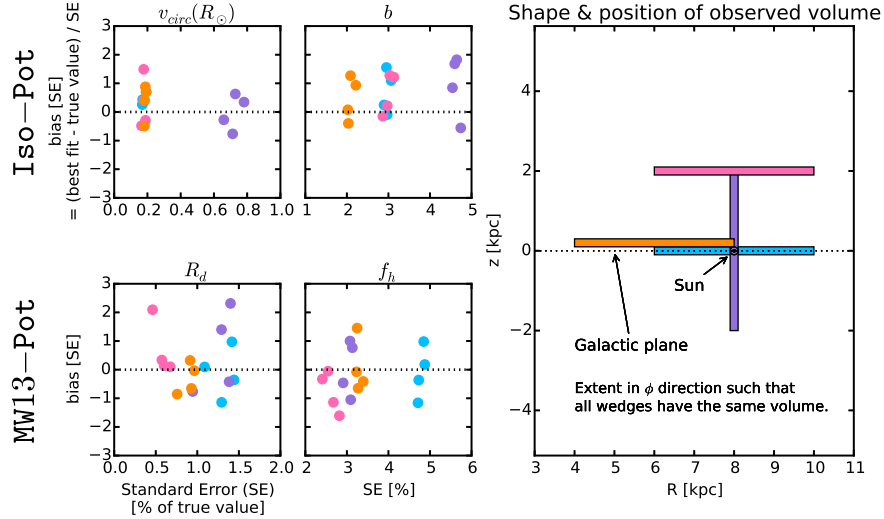 Shape & position of observed volume
v_circ(R_⊙)
b
Iso−Pot
bias [SE]
= (best fit - true value) / SE
3
2
1
0
−1
−2
−3
0.0 0.2 0.4 0.6 0.8 1.0
1 2 3 4 5
R_d
f_h
MW13−Pot
bias [SE]
3
2
1
0
−1
−2
−3
0.0 0.5 1.0 1.5 2.0
2 3 4 5 6
Standard Error (SE)
[% of true value]
SE [%]
z [kpc]
4
2
0
−2
−4
Sun
Galactic plane
Extent in ϕ direction such that
all wedges have the same volume.
3 4 5 6 7 8 9 10 11
R [kpc]